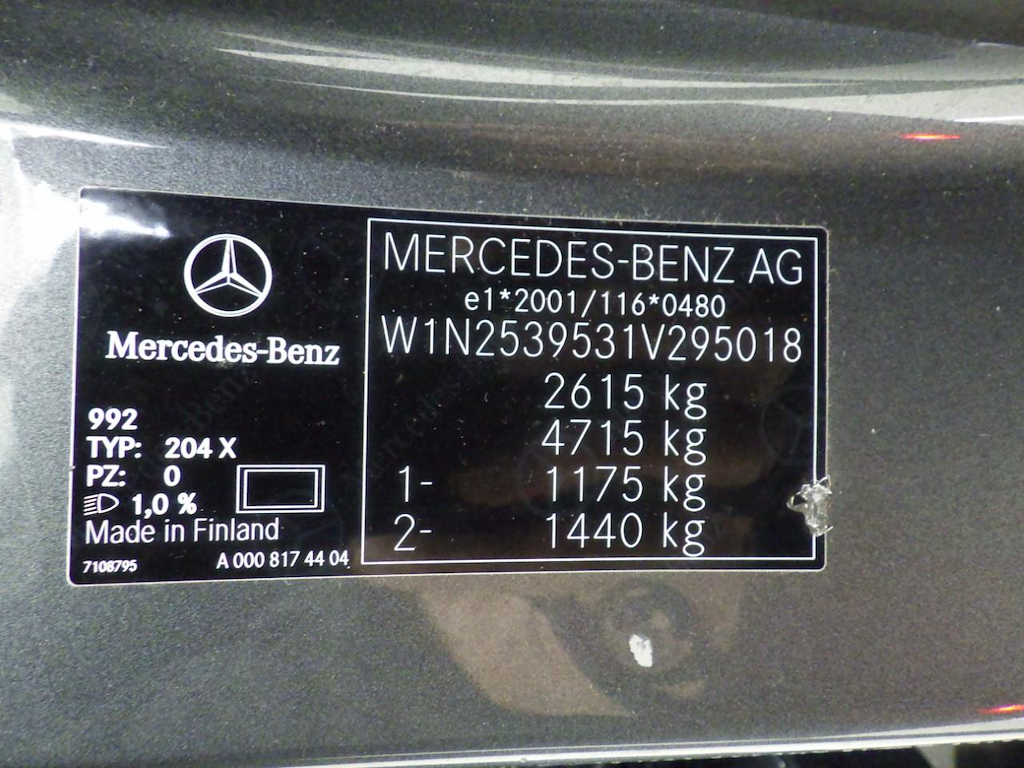 Mercedes-Benz
992
TYP: 204 X
PZ: 0
1,0 %
Made in Finland
7108795 A 000 817 44 04
MERCEDES-BENZ AG
e1*2001/116*0480
W1N2539531V295018
2615 kg
4715 kg
1- 1175 kg
2- 1440 kg